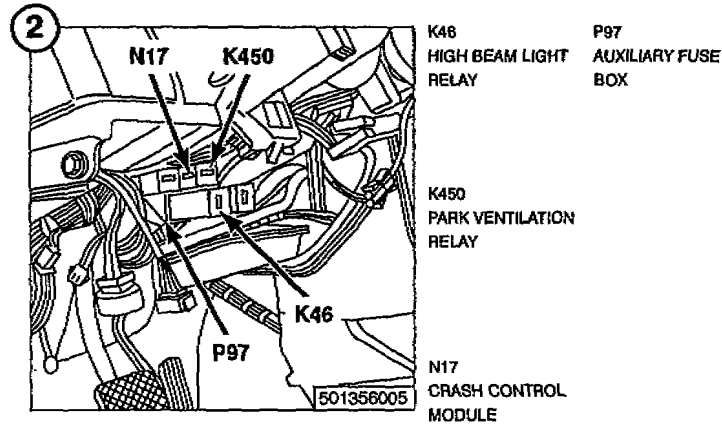 2
N17 K450
K46
P97
501356005
K46
HIGH BEAM LIGHT
RELAY
P97
AUXILIARY FUSE
BOX
K450
PARK VENTILATION
RELAY
N17
CRASH CONTROL
MODULE